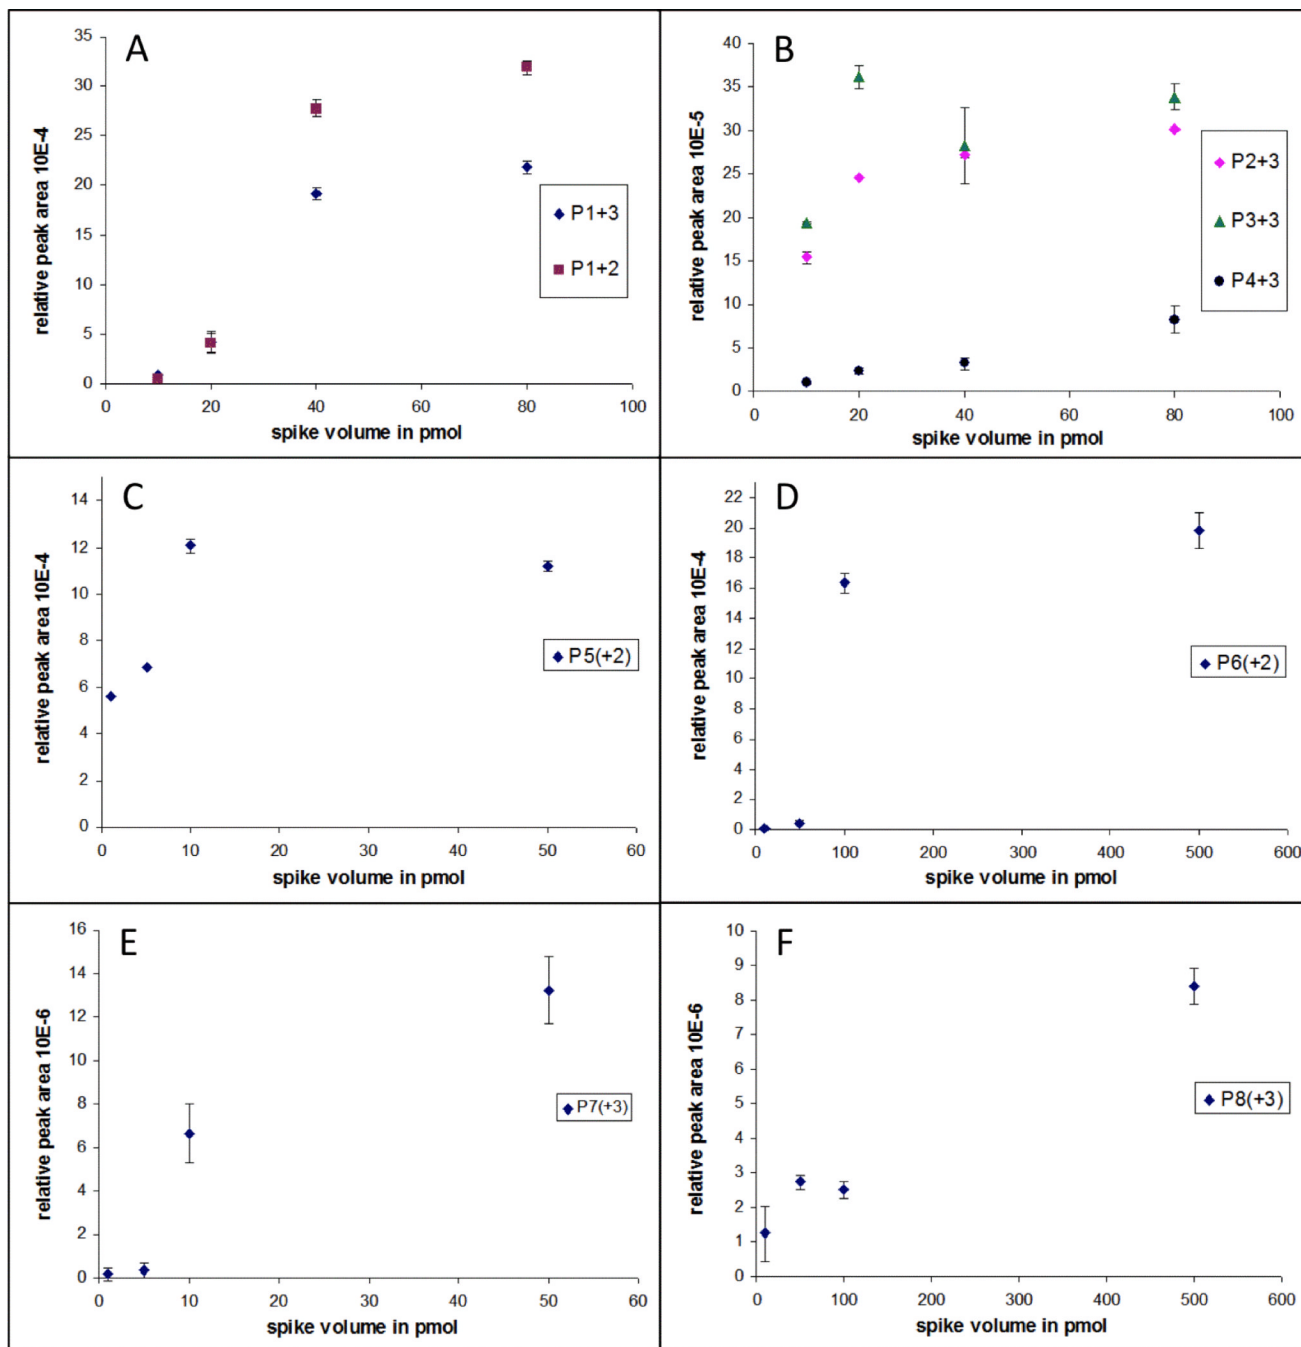 A
relative peak area 10E-4
35
30
25
20
15
10
5
0
0 20 40 60 80 100
spike volume in pmol
P1+3
P1+2
B
relative peak area 10E-5
40
35
30
25
20
15
10
5
0
0 20 40 60 80 100
spike volume in pmol
P2+3
P3+3
P4+3
C
relative peak area 10E-4
14
12
10
8
6
4
2
0
0 10 20 30 40 50 60
spike volume in pmol
P5(+2)
D
relative peak area 10E-4
22
20
18
16
14
12
10
8
6
4
2
0
0 100 200 300 400 500 600
spike volume in pmol
P6(+2)
E
relative peak area 10E-6
16
14
12
10
8
6
4
2
0
0 10 20 30 40 50 60
spike volume in pmol
P7(+3)
F
relative peak area 10E-6
10
9
8
7
6
5
4
3
2
1
0
0 100 200 300 400 500 600
spike volume in pmol
P8(+3)